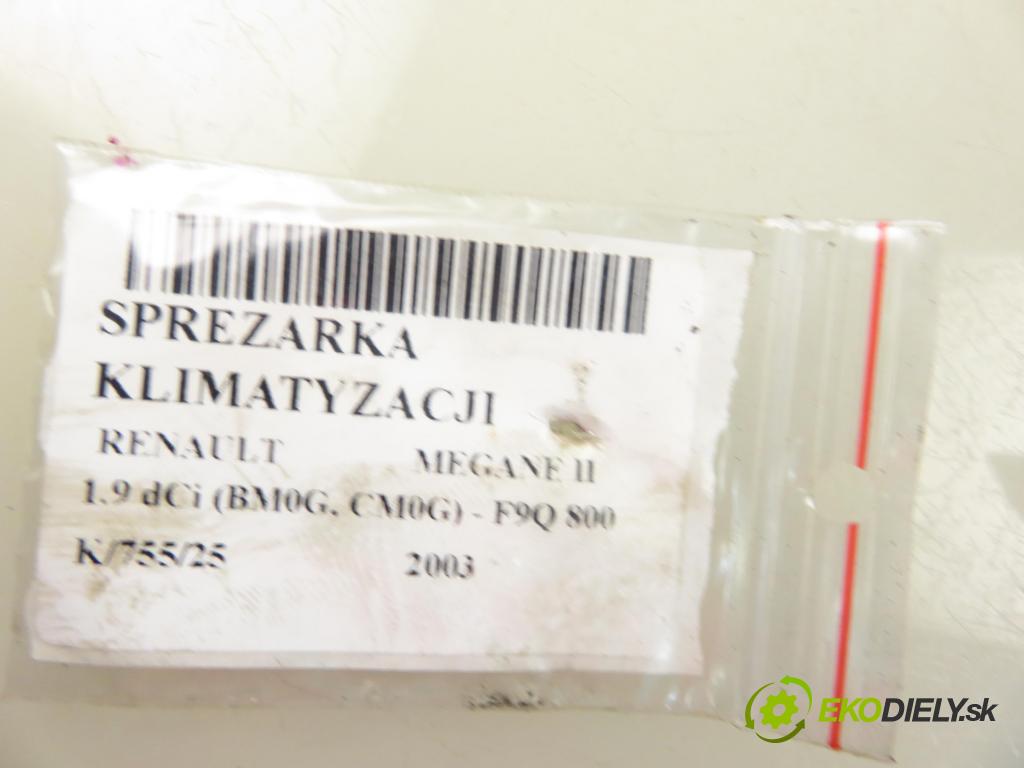 SPREZARKA
KLIMATYZACJI
RENAULT MEGANE II
1.9 dCi (BM0G, CM0G) - F9Q 800
K/755/25 2003
EKODIELY.sk